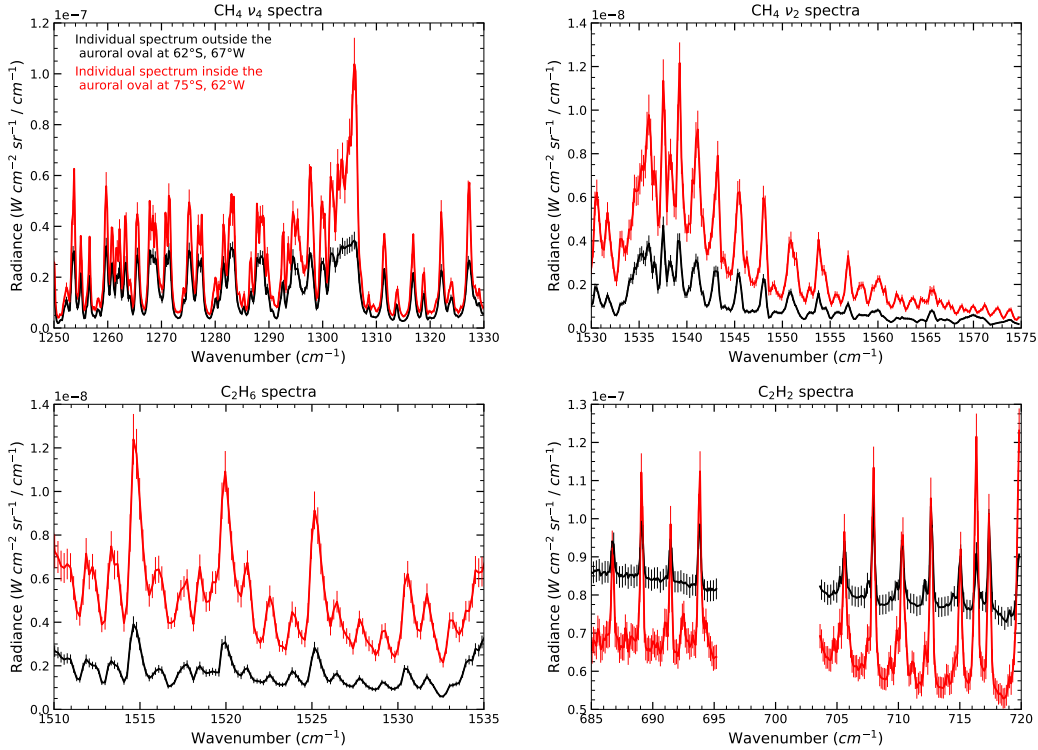 CH4 ν4 spectra
1e−7
Individual spectrum outside the
auroral oval at 62°S, 67°W
Individual spectrum inside the
auroral oval at 75°S, 62°W
Radiance (W cm−2 sr−1 / cm−1)
1.2
1.0
0.8
0.6
0.4
0.2
0.0
1250 1260 1270 1280 1290 1300 1310 1320 1330
Wavenumber (cm−1)
CH4 ν2 spectra
1e−8
Radiance (W cm−2 sr−1 / cm−1)
1.4
1.2
1.0
0.8
0.6
0.4
0.2
0.0
1530 1535 1540 1545 1550 1555 1560 1565 1570 1575
Wavenumber (cm−1)
C2H6 spectra
1e−8
Radiance (W cm−2 sr−1 / cm−1)
1.4
1.2
1.0
0.8
0.6
0.4
0.2
0.0
1510 1515 1520 1525 1530 1535
Wavenumber (cm−1)
C2H2 spectra
1e−7
Radiance (W cm−2 sr−1 / cm−1)
1.3
1.2
1.1
1.0
0.9
0.8
0.7
0.6
0.5
685 690 695 700 705 710 715 720
Wavenumber (cm−1)